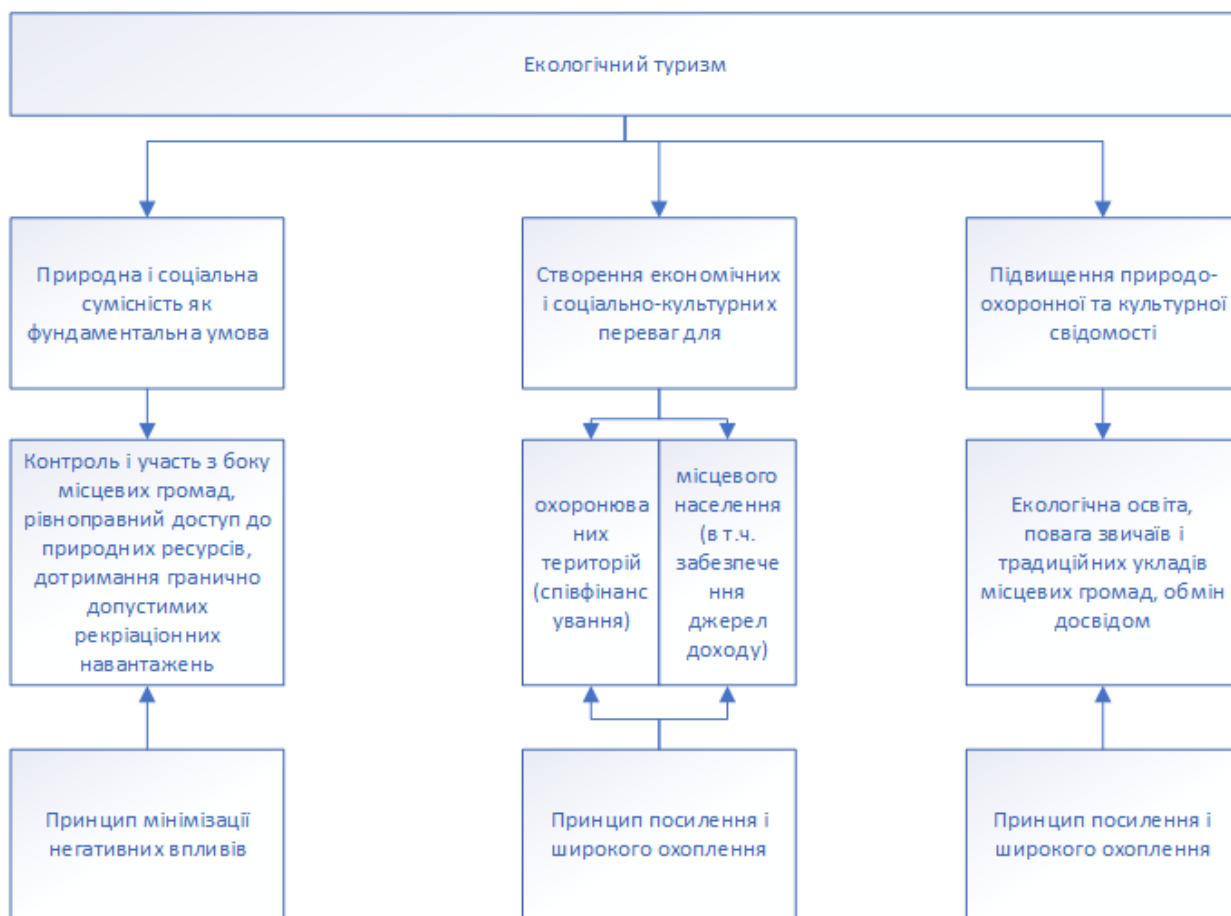 Екологічний туризм
Природна і соціальна
сумісність як
фундаментальна умова
Створення економічних
і соціально-культурних
переваг для
Підвищення природо-
охоронної та культурної
свідомості
Контроль і участь з боку
місцевих громад,
рівноправний доступ до
природних ресурсів,
дотримання гранично
допустимих
рекріаціонних
навантажень
охоронюва
них
територій
(співфінанс
ування)
місцевого
населення
(в т.ч.
забезпече
ння
джерел
доходу)
Екологічна освіта,
повага звичаїв і
традиційних укладів
місцевих громад, обмін
досвідом
Принцип мінімізації
негативних впливів
Принцип посилення і
широкого охоплення
Принцип посилення і
широкого охоплення